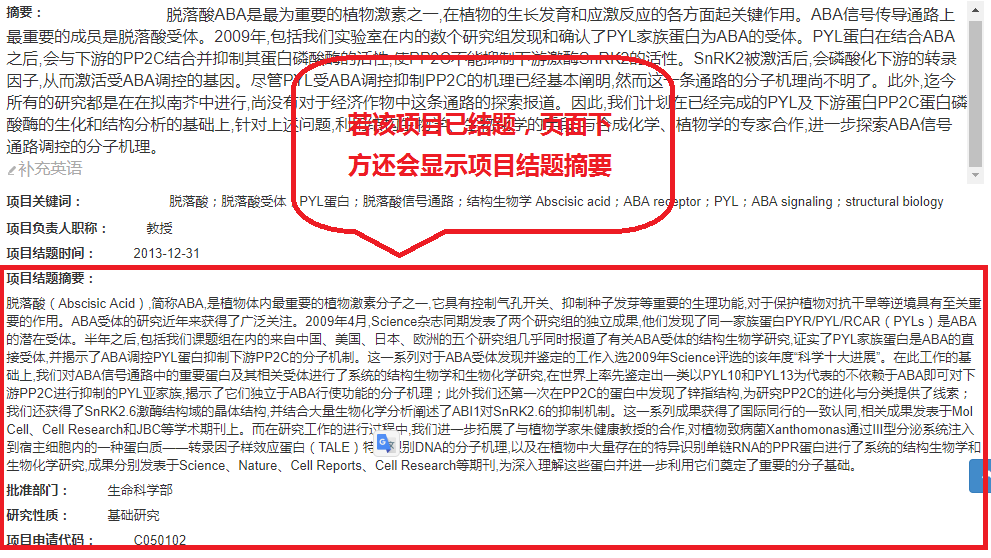 摘要：　　　　　脱落酸ABA是最为重要的植物激素之一,在植物的生长发育和应激反应的各方面起关键作用。ABA信号传导通路上
最重要的成员是脱落酸受体。2009年,包括我们实验室在内的数个研究组发现和确认了PYL家族蛋白为ABA的受体。PYL蛋白在结合ABA
之后,会与下游的PP2C结合并抑制其蛋白磷酸酶的活性,使PP2C不能抑制下游激酶SnRK2的活性。SnRK2被激活后,会磷酸化下游的转录
因子,从而激活受ABA调控的基因。尽管PYL受ABA调控抑制PP2C的机理已经基本阐明,然而这一条通路的分子机理尚不明了。此外,迄今
所有的研究都是在在拟南芥中进行,尚没有对于经济作物中这条通路的探索报道。因此,我们计划在已经完成的PYL及下游蛋白PP2C蛋白磷
酸酶的生化和结构分析的基础上,针对上述问题,利 合成化学、植物学的专家合作,进一步探索ABA信号
通路调控的分子机理。
若该项目已结题，页面下
方还会显示项目结题摘要
补充英语
项目关键词： 脱落酸；脱落酸受体；PYL蛋白；脱落酸信号通路；结构生物学 Abscisic acid；ABA receptor；PYL；ABA signaling；structural biology
项目负责人职称： 教授
项目结题时间： 2013-12-31
项目结题摘要：
脱落酸（Abscisic Acid）,简称ABA,是植物体内最重要的植物激素分子之一,它具有控制气孔开关、抑制种子发芽等重要的生理功能,对于保护植物对抗干旱等逆境具有至关重
要的作用。ABA受体的研究近年来获得了广泛关注。2009年4月,Science杂志同期发表了两个研究组的独立成果,他们发现了同一家族蛋白PYR/PYL/RCAR（PYLs）是ABA
的潜在受体。半年之后,包括我们课题组在内的来自中国、美国、日本、欧洲的五个研究组几乎同时报道了有关ABA受体的结构生物学研究,证实了PYL家族蛋白是ABA的直
接受体,并揭示了ABA调控PYL蛋白抑制下游PP2C的分子机制。这一系列对于ABA受体发现并鉴定的工作入选2009年Science评选的该年度“科学十大进展”。在此工作的基
础上,我们对ABA信号通路中的重要蛋白及其相关受体进行了系统的结构生物学和生物化学研究,在世界上率先鉴定出一类以PYL10和PYL13为代表的不依赖于ABA即可对下
游PP2C进行抑制的PYL亚家族,揭示了它们独立于ABA行使功能的分子机理；此外我们还第一次在PP2C的蛋白中发现了锌指结构,为研究PP2C的进化与分类提供了线索；
我们还获得了SnRK2.6激酶结构域的晶体结构,并结合大量生物化学分析阐述了ABI1对SnRK2.6的抑制机制。这一系列成果获得了国际同行的一致认同,相关成果发表于Mol
Cell、Cell Research和JBC等学术期刊上。而在研究工作的进行过程中,我们进一步拓展了与植物学家朱健康教授的合作,对植物致病菌Xanthomonas通过III型分泌系统注入
到宿主细胞内的一种蛋白质——转录因子样效应蛋白（TALE）特 别DNA的分子机理,以及在植物中大量存在的特异识别单链RNA的PPR蛋白进行了系统的结构生物学和
生物化学研究,成果分别发表于Science、Nature、Cell Reports、Cell Research等期刊,为深入理解这些蛋白并进一步利用它们奠定了重要的分子基础。
批准部门： 生命科学部
研究性质： 基础研究
项目申请代码： C050102